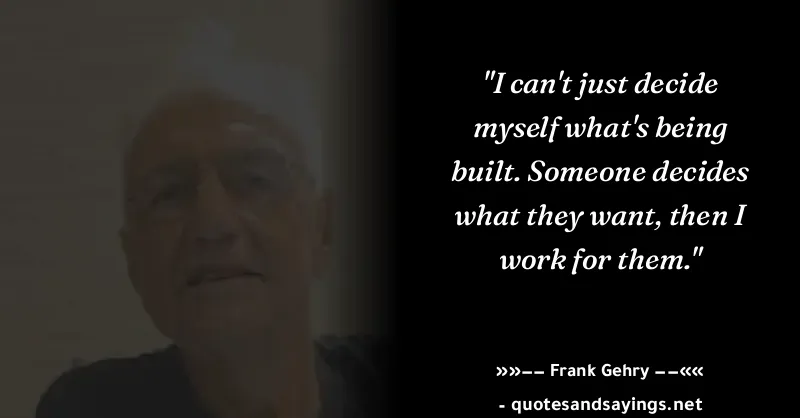 "I can't just decide
myself what's being
built. Someone decides
what they want, then I
work for them."
»»–– Frank Gehry ––««
- quotesandsayings.net